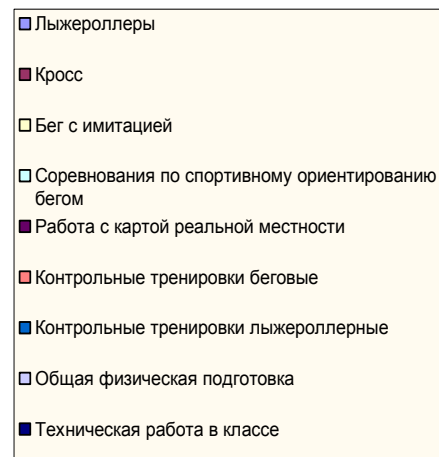 Лыжероллеры
Кросс
Бег с имитацией
Соревнования по спортивному ориентированию
бегом
Работа с картой реальной местности
Контрольные тренировки беговые
Контрольные тренировки лыжероллерные
Общая физическая подготовка
Техническая работа в классе